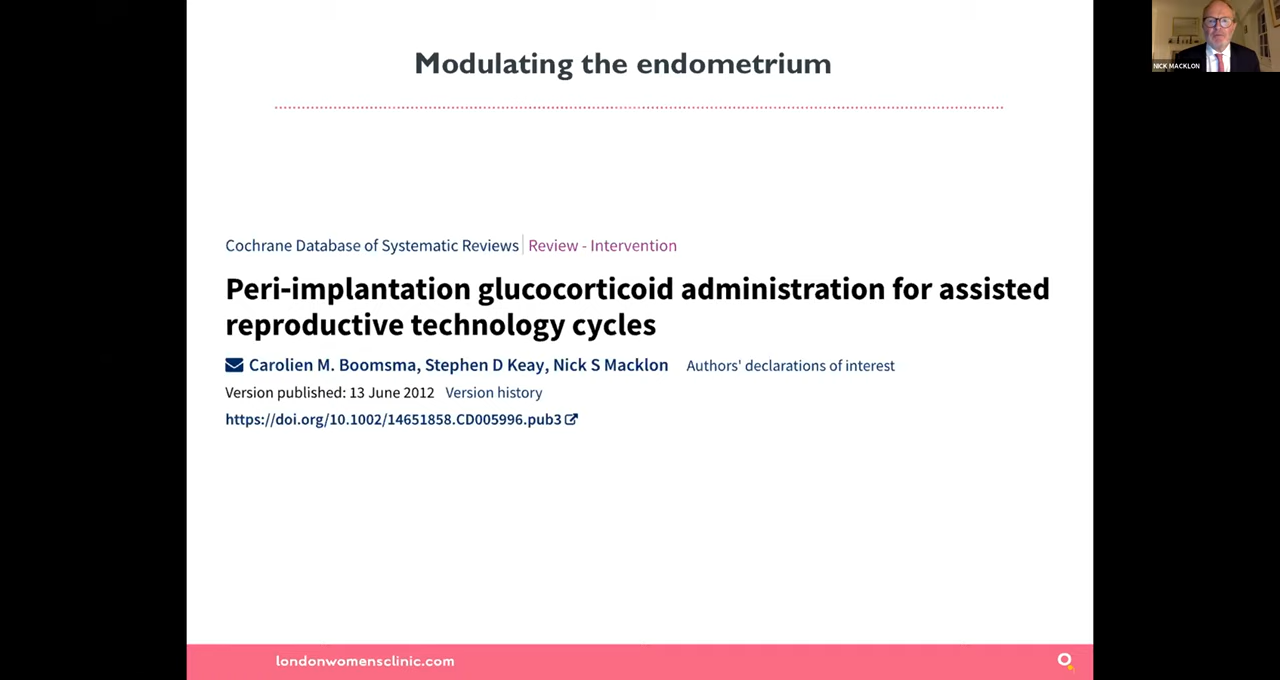 Modulating the endometrium
NICK MACKLON
Cochrane Database of Systematic Reviews Review - Intervention
Peri-implantation glucocorticoid administration for assisted
reproductive technology cycles
Carolien M. Boomsma, Stephen D Keay, Nick S Macklon Authors' declarations of interest
Version published: 13 June 2012 Version history
https://doi.org/10.1002/14651858.CD005996.pub3
londonwomensclinic.com